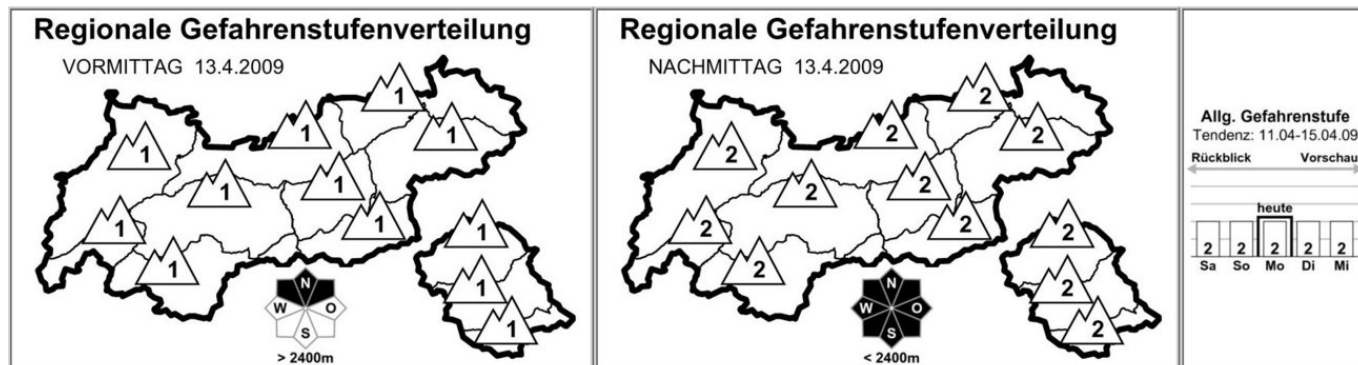 Regionale Gefahrenstufenverteilung
VORMITTAG 13.4.2009
1
1
1
1
1
1
1
1
1
1
1
1
N
W O
S
> 2400m
Regionale Gefahrenstufenverteilung
NACHMITTAG 13.4.2009
2
2
2
2
2
2
2
2
2
2
2
2
N
W O
S
< 2400m
Allg. Gefahrenstufe
Tendenz: 11.04-15.04.09
Rückblick Vorschau
heute
2 2 2 2 2
Sa So Mo Di Mi